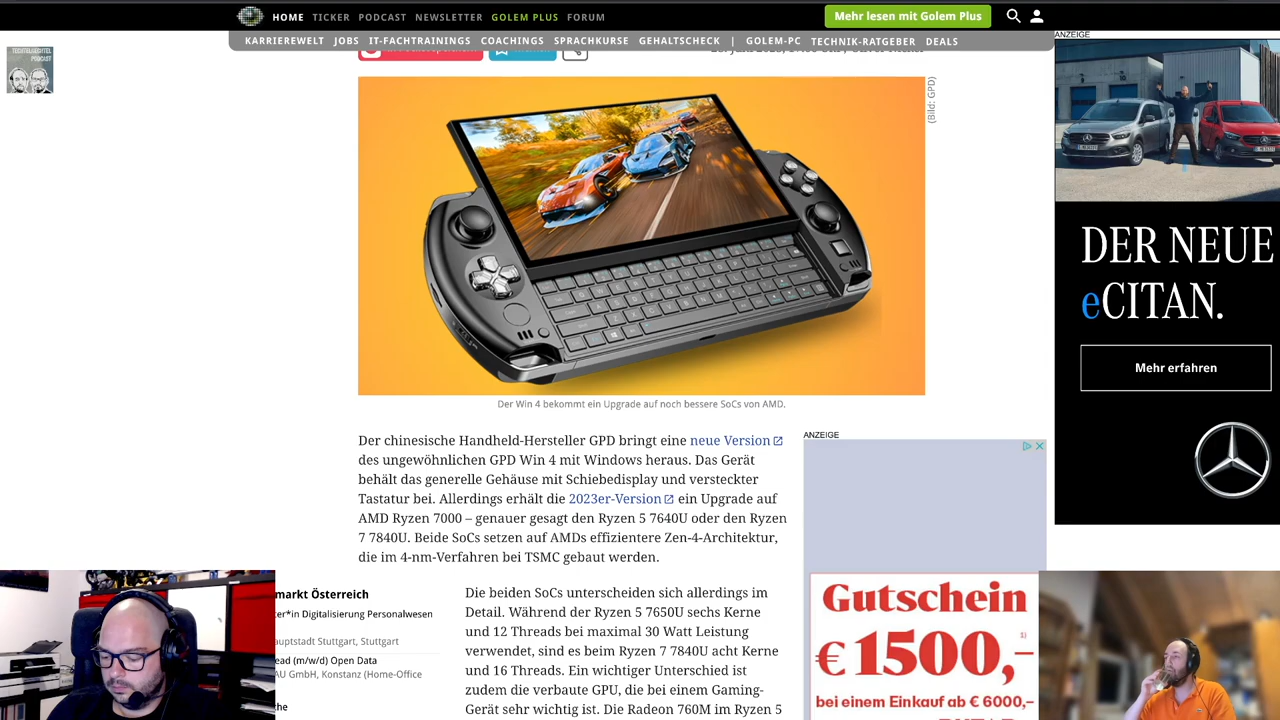 HOME TICKER PODCAST NEWSLETTER GOLEM PLUS FORUM
Mehr lesen mit Golem Plus
KARRIEREWELT JOBS IT-FACHTRAININGS COACHINGS SPRACHKURSE GEHALTSCHECK | GOLEM-PC TECHNIK-RATGEBER DEALS
PODCAST
(Bild: GPD)
Der Win 4 bekommt ein Upgrade auf noch bessere SoCs von AMD.
Der chinesische Handheld-Hersteller GPD bringt eine neue Version
des ungewöhnlichen GPD Win 4 mit Windows heraus. Das Gerät
behält das generelle Gehäuse mit Schiebedisplay und versteckter
Tastatur bei. Allerdings erhält die 2023er-Version ein Upgrade auf
AMD Ryzen 7000 – genauer gesagt den Ryzen 5 7640U oder den Ryzen
7 7840U. Beide SoCs setzen auf AMDs effizientere Zen-4-Architektur,
die im 4-nm-Verfahren bei TSMC gebaut werden.
markt Österreich
er*in Digitalisierung Personalwesen
auptstadt Stuttgart, Stuttgart
ead (m/w/d) Open Data
AU GmbH, Konstanz (Home-Office
he
Die beiden SoCs unterscheiden sich allerdings im
Detail. Während der Ryzen 5 7650U sechs Kerne
und 12 Threads bei maximal 30 Watt Leistung
verwendet, sind es beim Ryzen 7 7840U acht Kerne
und 16 Threads. Ein wichtiger Unterschied ist
zudem die verbaute GPU, die bei einem Gaming-
Gerät sehr wichtig ist. Die Radeon 760M im Ryzen 5
ANZEIGE
Gutschein
€ 1500,– 1)
bei einem Einkauf ab € 6000,–
ANZEIGE
DER NEUE
eCITAN.
Mehr erfahren